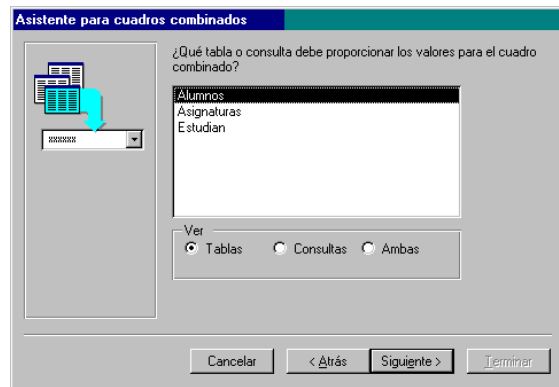 Asistente para cuadros combinados
¿Qué tabla o consulta debe proporcionar los valores para el cuadro
combinado?
xxxxxx
Alumnos
Asignaturas
Estudian
Ver
Tablas
Consultas
Ambas
Cancelar
< Atrás
Siguiente >
Terminar